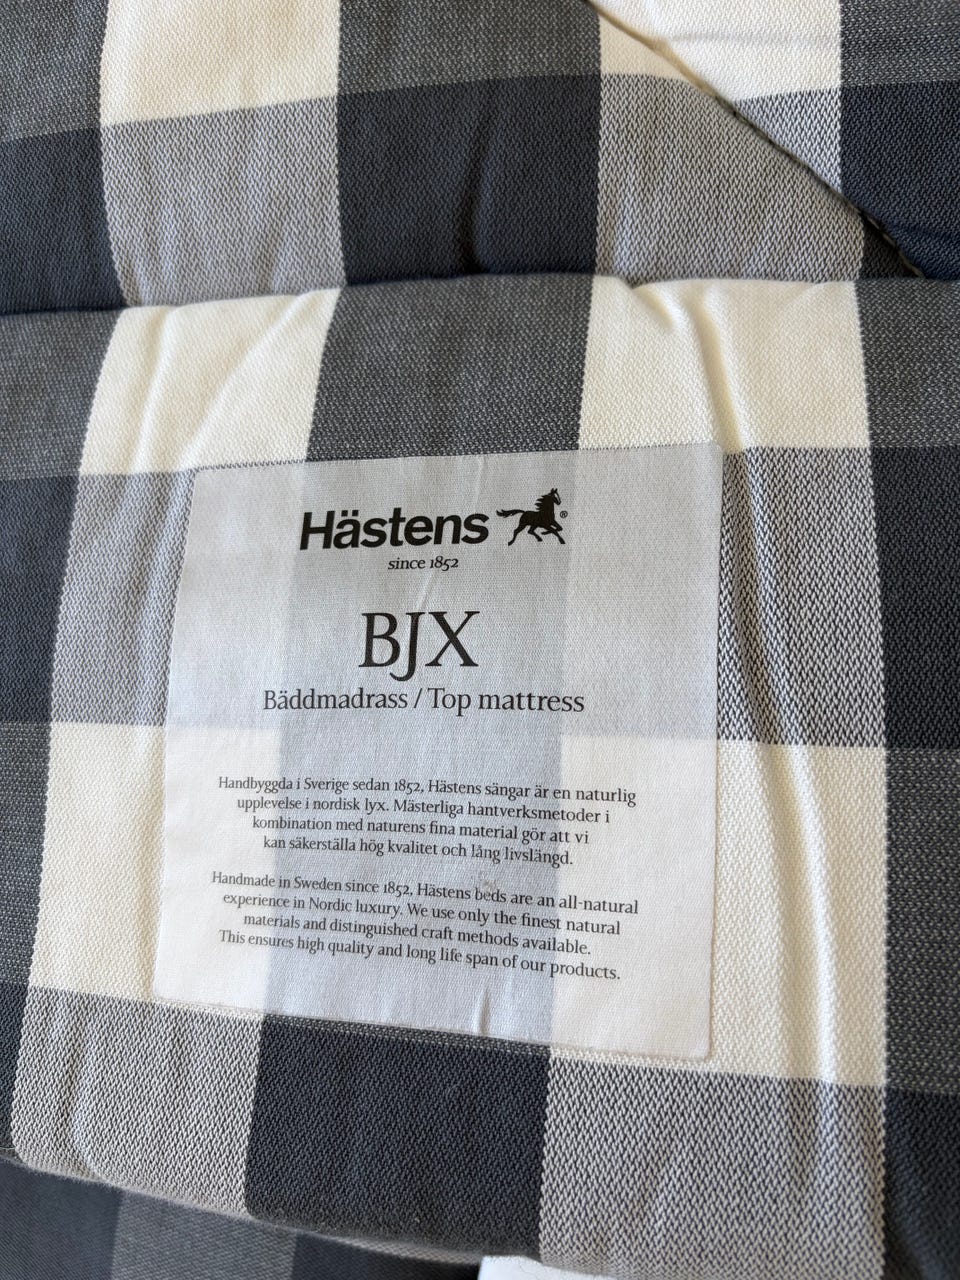 Hästens ®
since 1852
BJX
Bäddmadrass / Top mattress
Handbyggda i Sverige sedan 1852, Hästens sängar är en naturlig
upplevelse i nordisk lyx. Mästerliga hantverksmetoder i
kombination med naturens fina material gör att vi
kan säkerställa hög kvalitet och lång livslängd.
Handmade in Sweden since 1852, Hästens beds are an all-natural
experience in Nordic luxury. We use only the finest natural
materials and distinguished craft methods available.
This ensures high quality and long life span of our products.